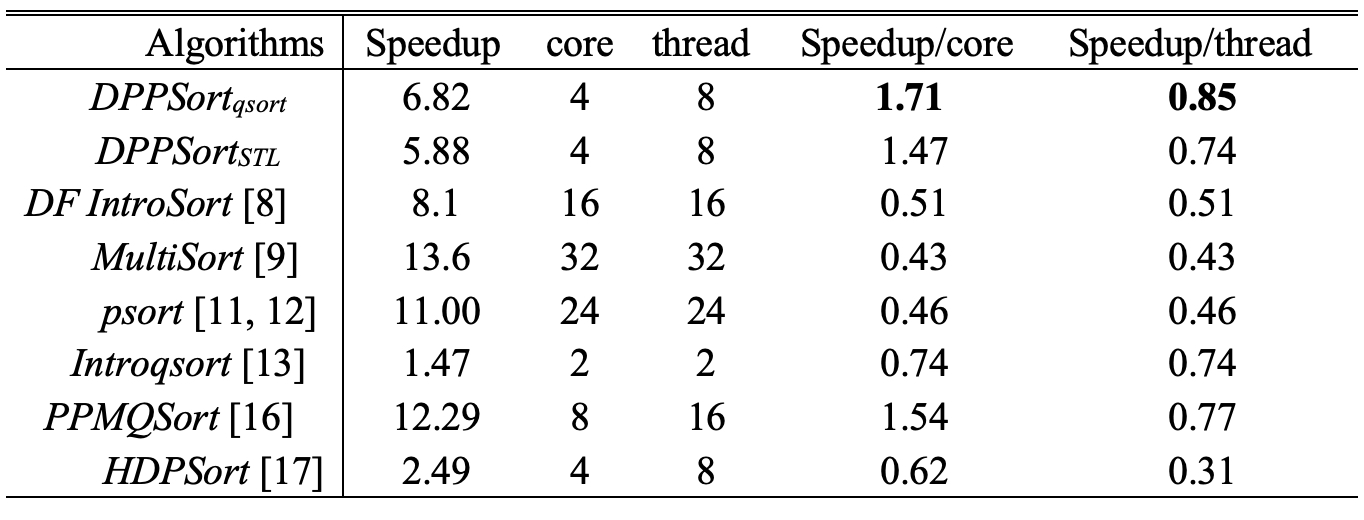 Algorithms Speedup core thread Speedup/core Speedup/thread
DPPSortqsort 6.82 4 8 1.71 0.85
DPPSortSTL 5.88 4 8 1.47 0.74
DF IntroSort [8] 8.1 16 16 0.51 0.51
MultiSort [9] 13.6 32 32 0.43 0.43
psort [11, 12] 11.00 24 24 0.46 0.46
Introqsort [13] 1.47 2 2 0.74 0.74
PPMQSort [16] 12.29 8 16 1.54 0.77
HDPSort [17] 2.49 4 8 0.62 0.31